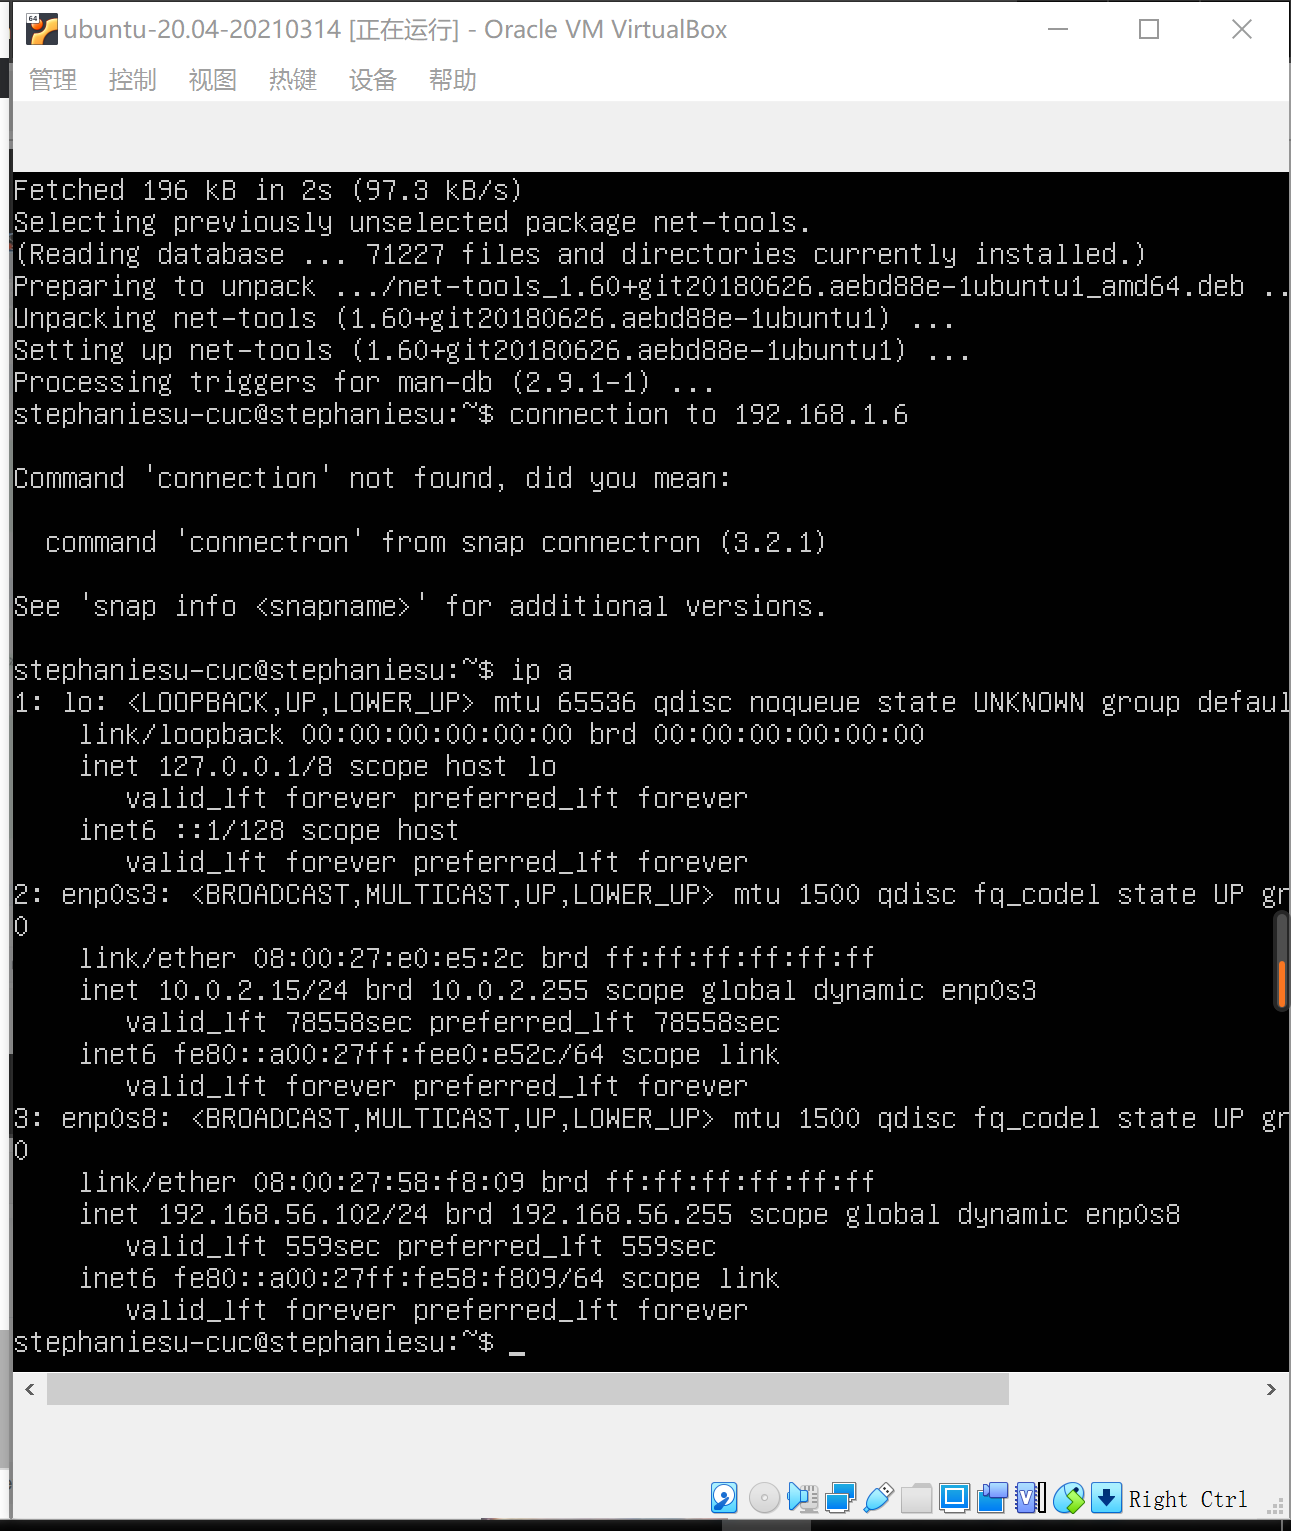 64
ubuntu-20.04-20210314 [正在运行] - Oracle VM VirtualBox
管理 控制 视图 热键 设备 帮助
Fetched 196 kB in 2s (97.3 kB/s)
Selecting previously unselected package net-tools.
(Reading database ... 71227 files and directories currently installed.)
Preparing to unpack .../net-tools_1.60+git20180626.aebd88e-1ubuntu1_amd64.deb ..
Unpacking net-tools (1.60+git20180626.aebd88e-1ubuntu1) ...
Setting up net-tools (1.60+git20180626.aebd88e-1ubuntu1) ...
Processing triggers for man-db (2.9.1-1) ...
stephaniesu-cuc@stephaniesu:~$ connection to 192.168.1.6
Command 'connection' not found, did you mean:
command 'connectron' from snap connectron (3.2.1)
See 'snap info <snapname>' for additional versions.
stephaniesu-cuc@stephaniesu:~$ ip a
1: lo: <LOOPBACK,UP,LOWER_UP> mtu 65536 qdisc noqueue state UNKNOWN group defaul
link/loopback 00:00:00:00:00:00 brd 00:00:00:00:00:00
inet 127.0.0.1/8 scope host lo
valid_lft forever preferred_lft forever
inet6 ::1/128 scope host
valid_lft forever preferred_lft forever
2: enp0s3: <BROADCAST,MULTICAST,UP,LOWER_UP> mtu 1500 qdisc fq_codel state UP gr
0
link/ether 08:00:27:e0:e5:2c brd ff:ff:ff:ff:ff:ff
inet 10.0.2.15/24 brd 10.0.2.255 scope global dynamic enp0s3
valid_lft 78558sec preferred_lft 78558sec
inet6 fe80::a00:27ff:fee0:e52c/64 scope link
valid_lft forever preferred_lft forever
3: enp0s8: <BROADCAST,MULTICAST,UP,LOWER_UP> mtu 1500 qdisc fq_codel state UP gr
0
link/ether 08:00:27:58:f8:09 brd ff:ff:ff:ff:ff:ff
inet 192.168.56.102/24 brd 192.168.56.255 scope global dynamic enp0s8
valid_lft 559sec preferred_lft 559sec
inet6 fe80::a00:27ff:fe58:f809/64 scope link
valid_lft forever preferred_lft forever
stephaniesu-cuc@stephaniesu:~$ _
Right Ctrl